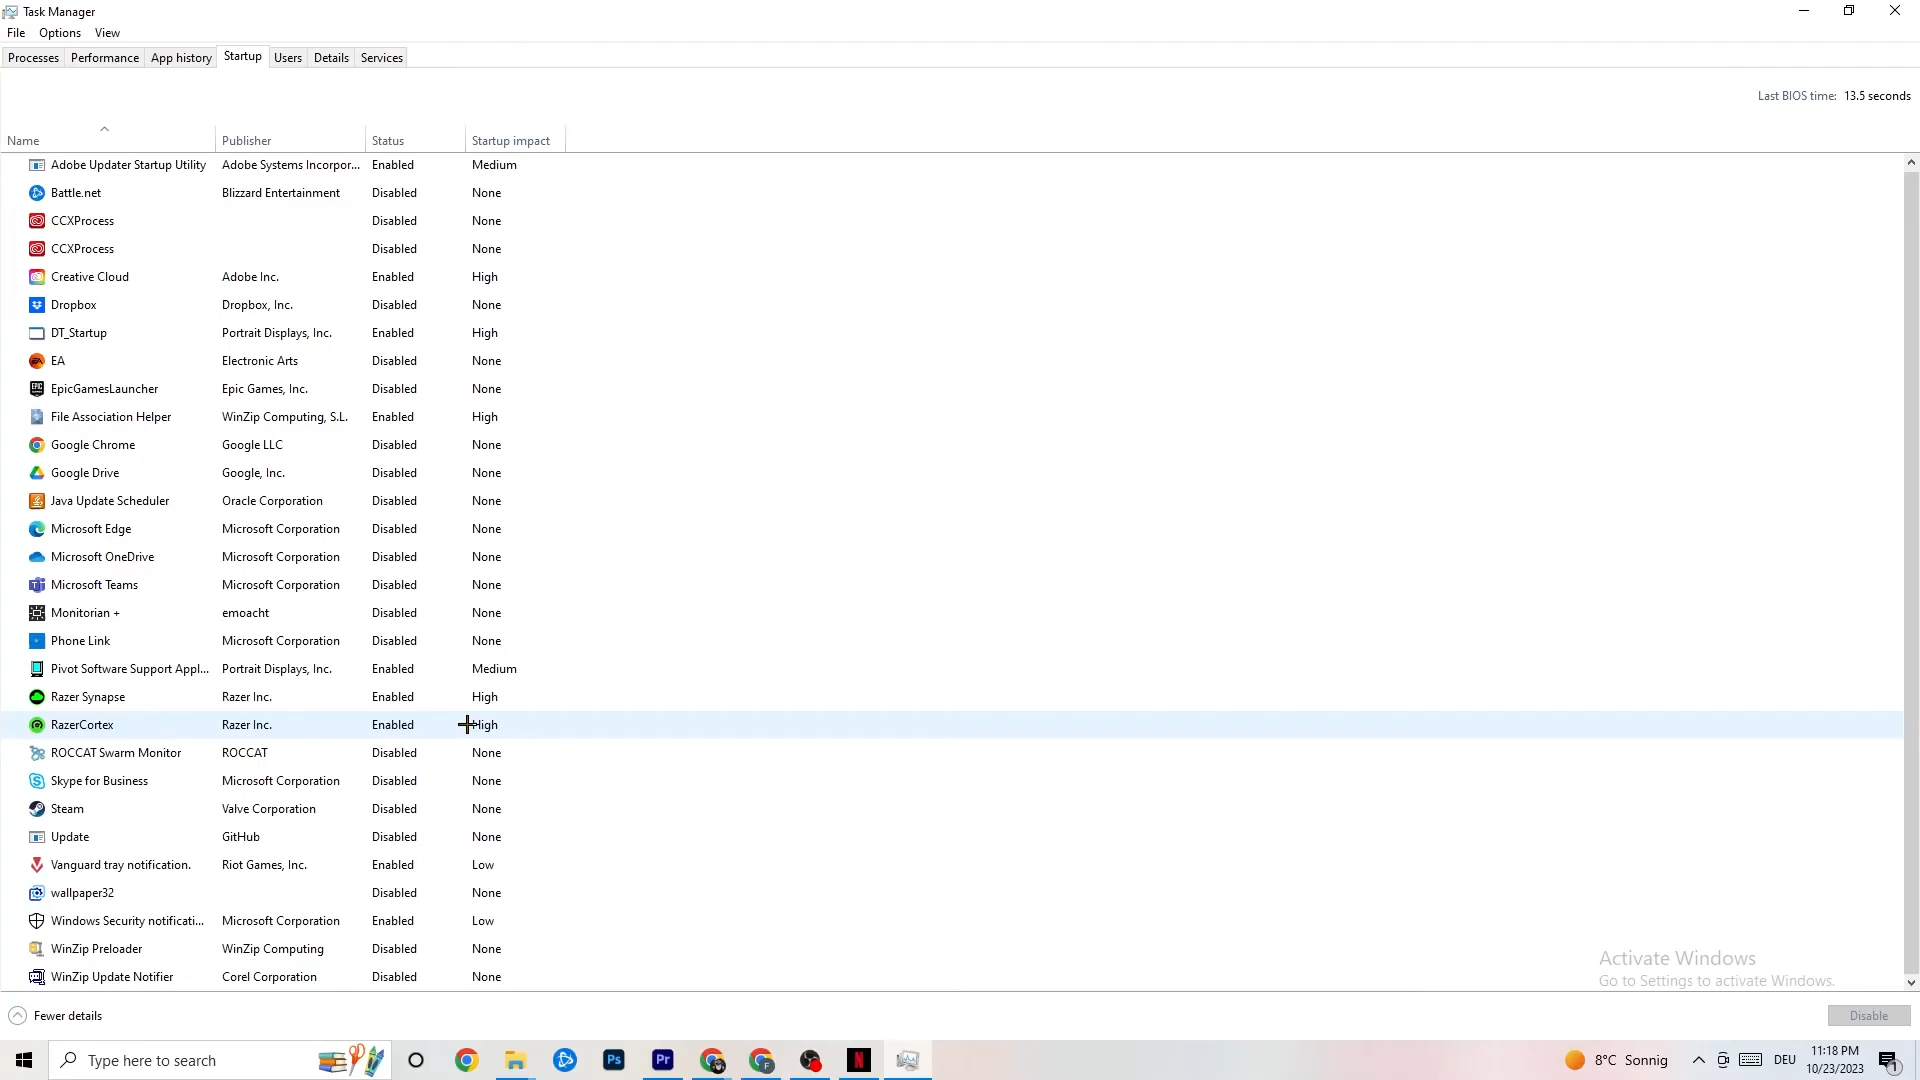 Task Manager
File Options View
Processes Performance App history Startup Users Details Services
Last BIOS time: 13.5 seconds
Name Publisher Status Startup impact
Adobe Updater Startup Utility Adobe Systems Incorpor... Enabled Medium
Battle.net Blizzard Entertainment Disabled None
CCXProcess Disabled None
CCXProcess Disabled None
Creative Cloud Adobe Inc. Enabled High
Dropbox Dropbox, Inc. Disabled None
DT_Startup Portrait Displays, Inc. Enabled High
EA Electronic Arts Disabled None
EpicGamesLauncher Epic Games, Inc. Disabled None
File Association Helper WinZip Computing, S.L. Enabled High
Google Chrome Google LLC Disabled None
Google Drive Google, Inc. Disabled None
Java Update Scheduler Oracle Corporation Disabled None
Microsoft Edge Microsoft Corporation Disabled None
Microsoft OneDrive Microsoft Corporation Disabled None
Microsoft Teams Microsoft Corporation Disabled None
Monitorian + emoacht Disabled None
Phone Link Microsoft Corporation Disabled None
Pivot Software Support Appl... Portrait Displays, Inc. Enabled Medium
Razer Synapse Razer Inc. Enabled High
RazerCortex Razer Inc. Enabled High
ROCCAT Swarm Monitor ROCCAT Disabled None
Skype for Business Microsoft Corporation Disabled None
Steam Valve Corporation Disabled None
Update GitHub Disabled None
Vanguard tray notification. Riot Games, Inc. Enabled Low
wallpaper32 Disabled None
Windows Security notificati... Microsoft Corporation Enabled Low
WinZip Preloader WinZip Computing Disabled None
WinZip Update Notifier Corel Corporation Disabled None
Activate Windows
Go to Settings to activate Windows.
Fewer details Disable
Type here to search Ps Pr F N 8°C Sonnig DEU 11:18 PM
10/23/2023 1